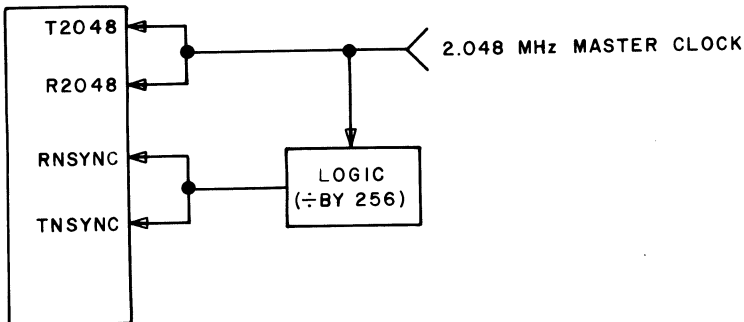 T2048
2.048 MHz MASTER CLOCK
R2048
RNSYNC
LOGIC
(÷BY 256)
TNSYNC